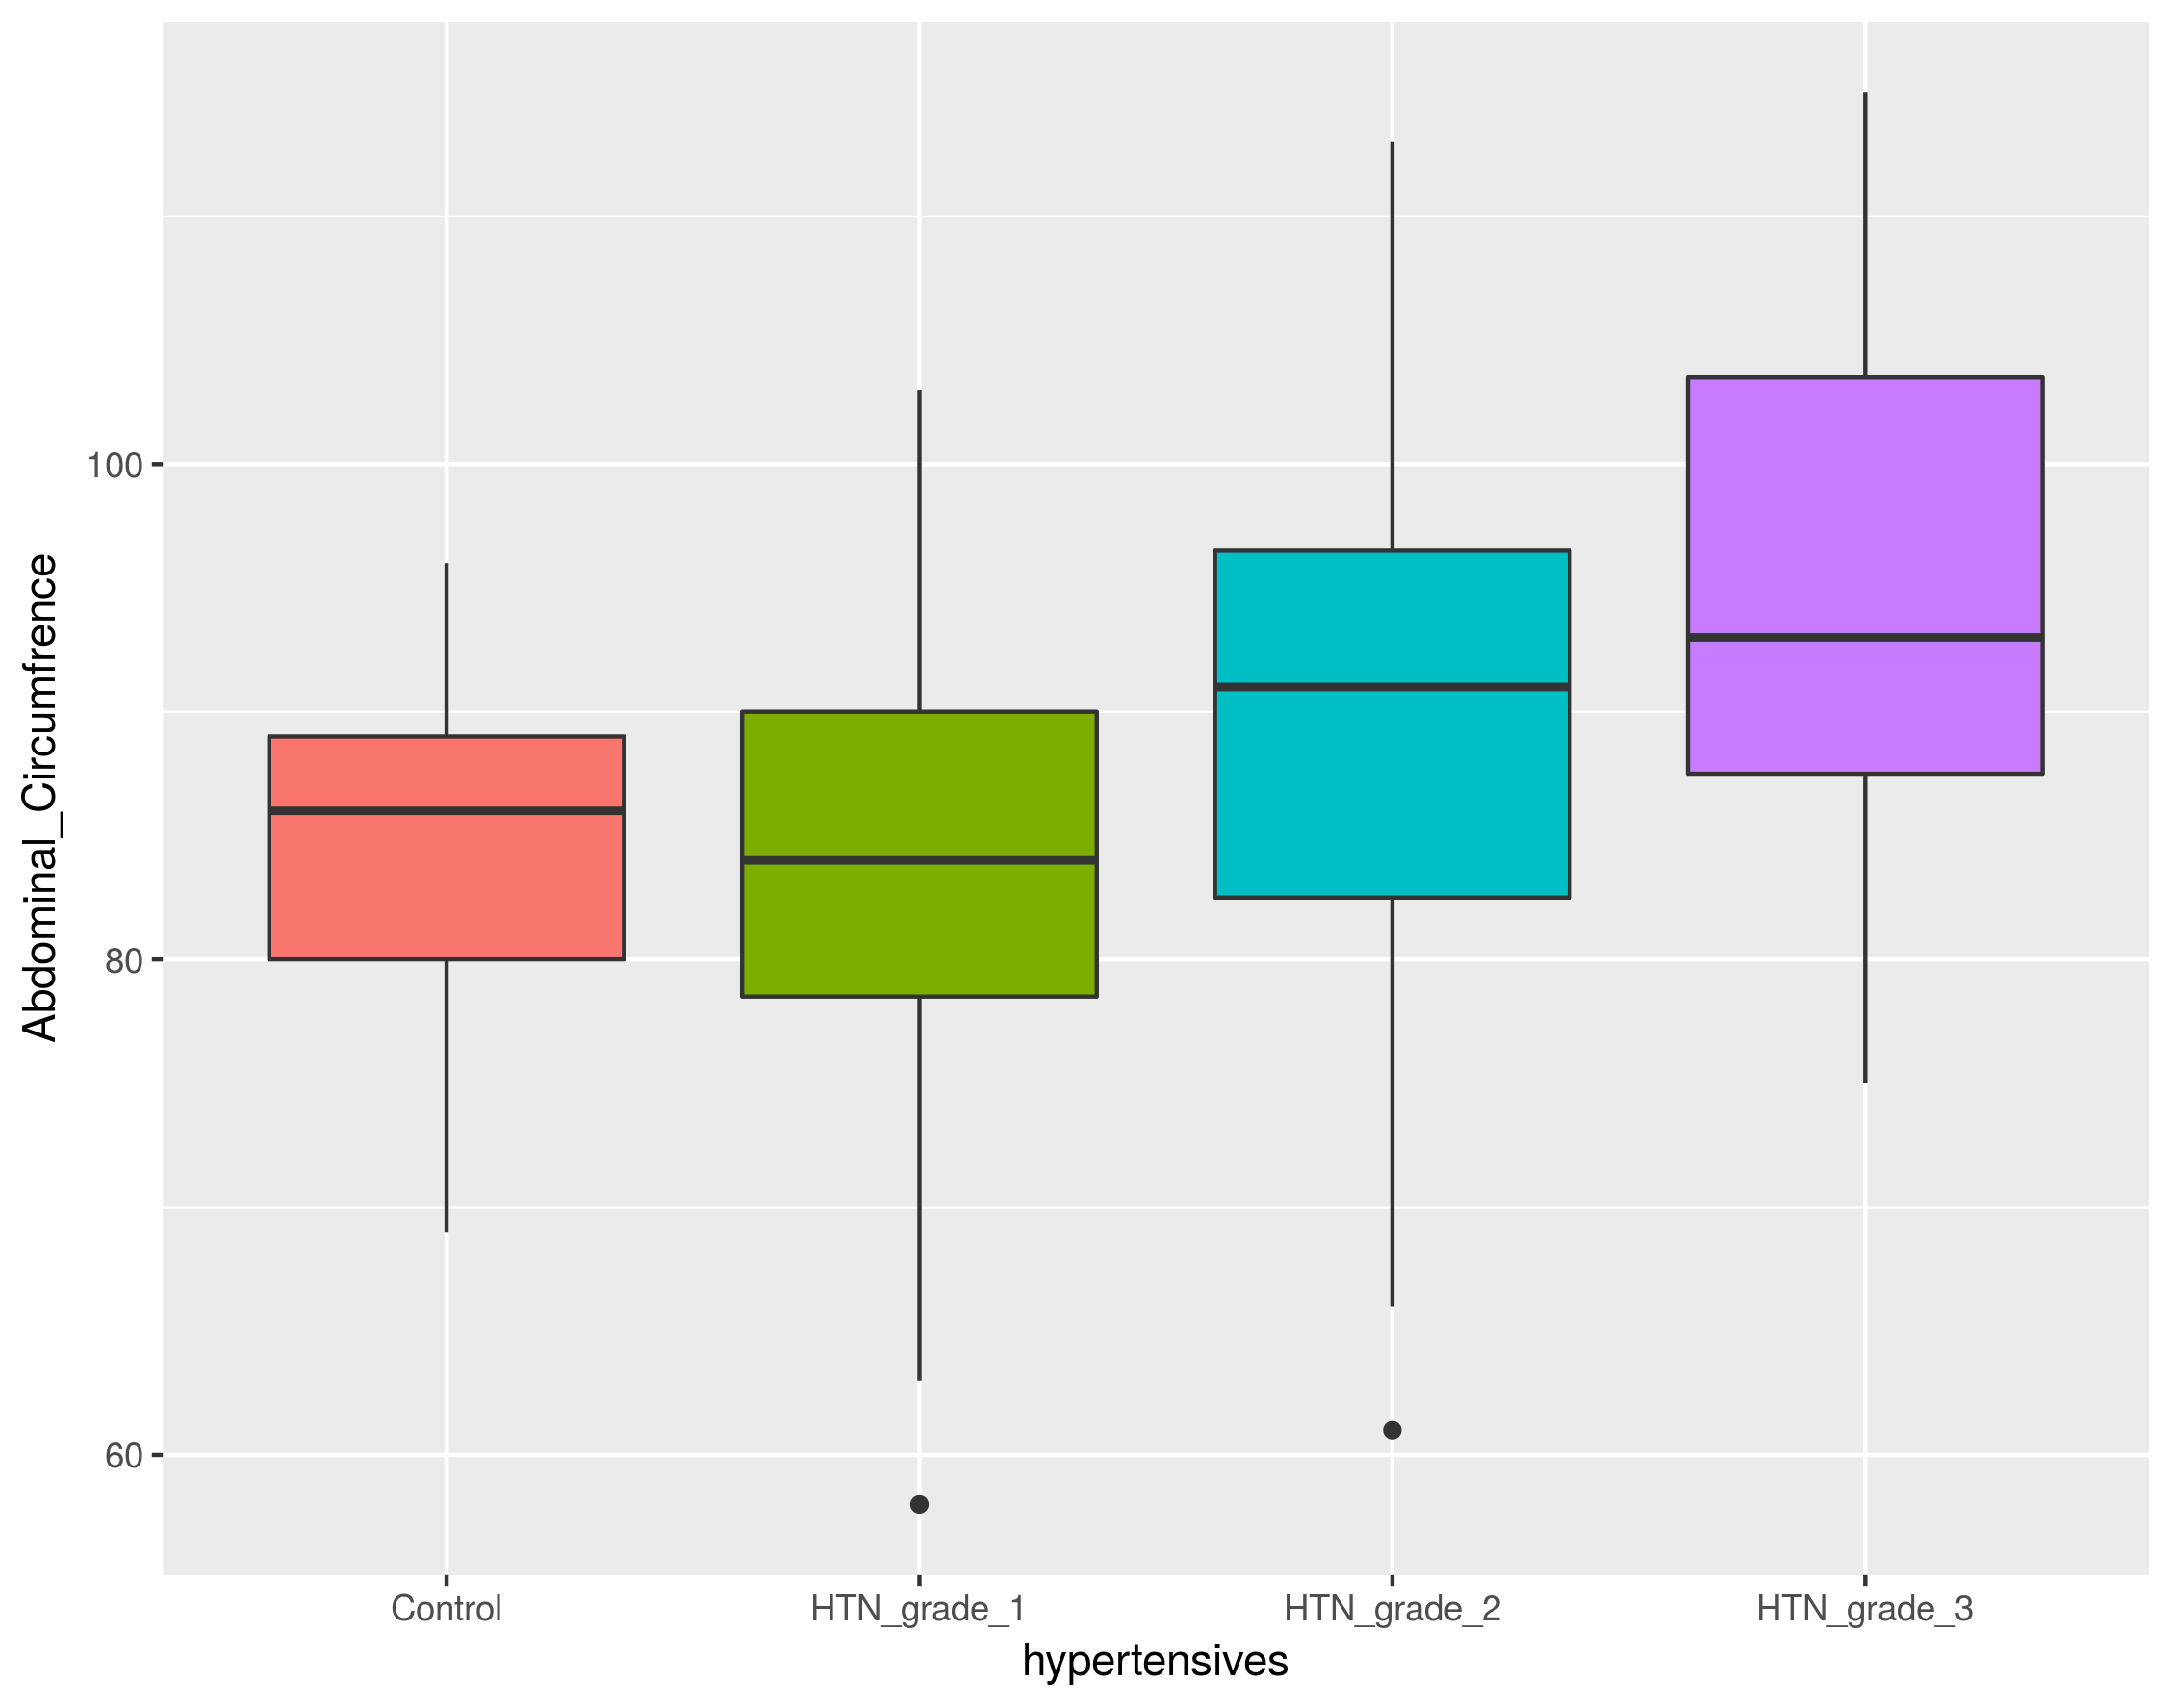 Abdominal_Circumfrence
100
80
60
Control HTN_grade_1 HTN_grade_2 HTN_grade_3
hypertensives